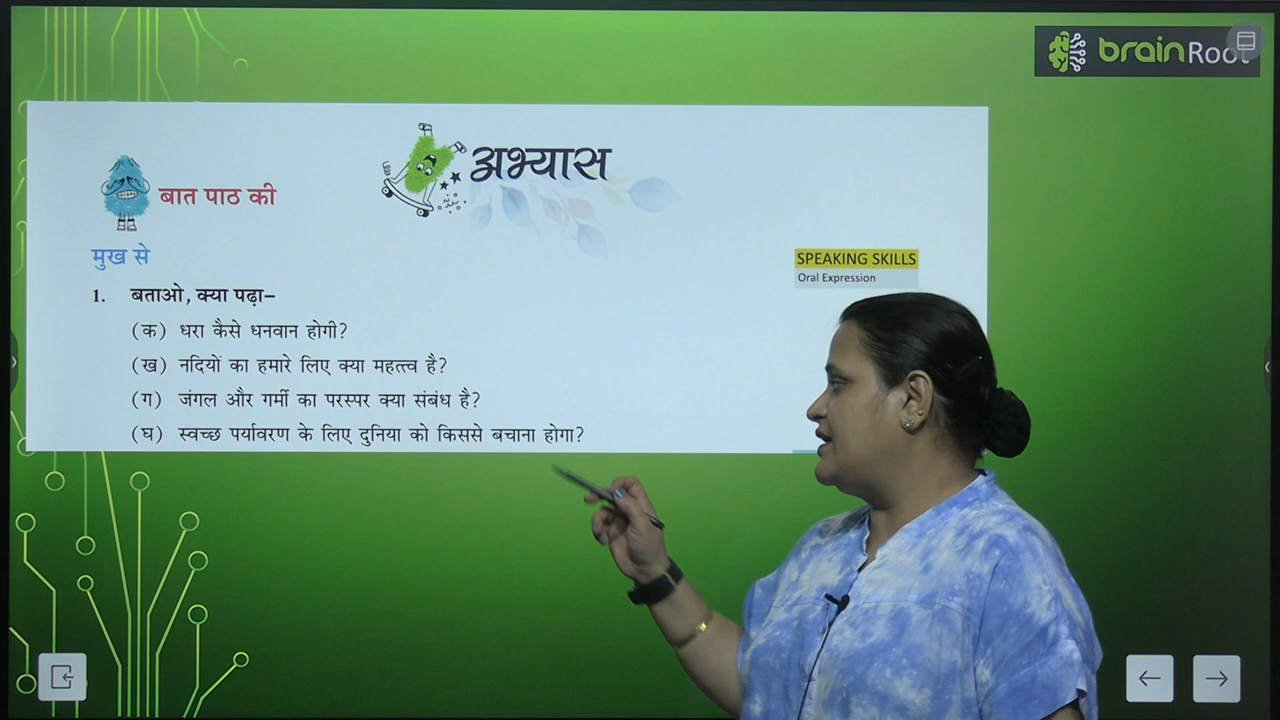 brainRoot
अभ्यास
बात पाठ की
मुख से
SPEAKING SKILLS
Oral Expression
1. बताओ, क्या पढ़ा–
(क) धरा कैसे धनवान होगी?
(ख) नदियों का हमारे लिए क्या महत्त्व है?
(ग) जंगल और गर्मी का परस्पर क्या संबंध है?
(घ) स्वच्छ पर्यावरण के लिए दुनिया को किससे बचाना होगा?